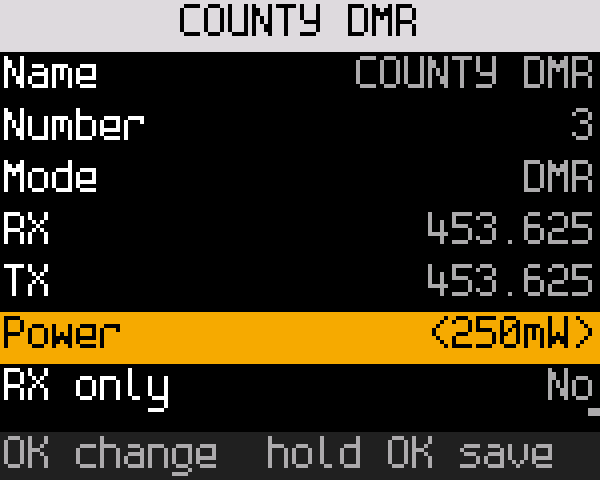 COUNTY DMR
Name COUNTY DMR
Number 3
Mode DMR
RX 453.625
TX 453.625
Power <250mW>
RX only No
OK change hold OK save